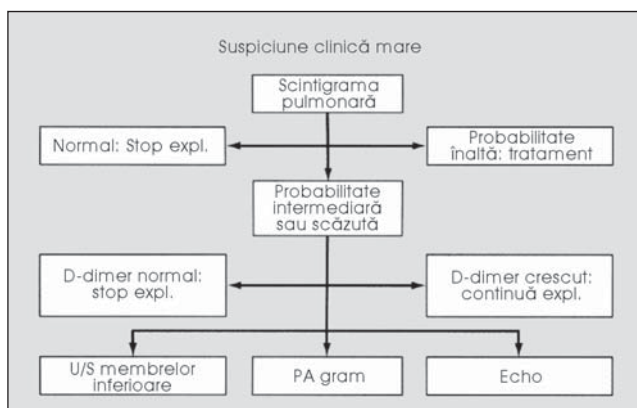 Suspiciune clinică mare
Scintigrama
pulmonară
Normal: Stop expl.
Probabilitate
înaltă: tratament
Probabilitate
intermediară
sau scăzută
D-dimer normal:
stop expl.
D-dimer crescut:
continuă expl.
U/S membrelor
inferioare
PA gram
Echo